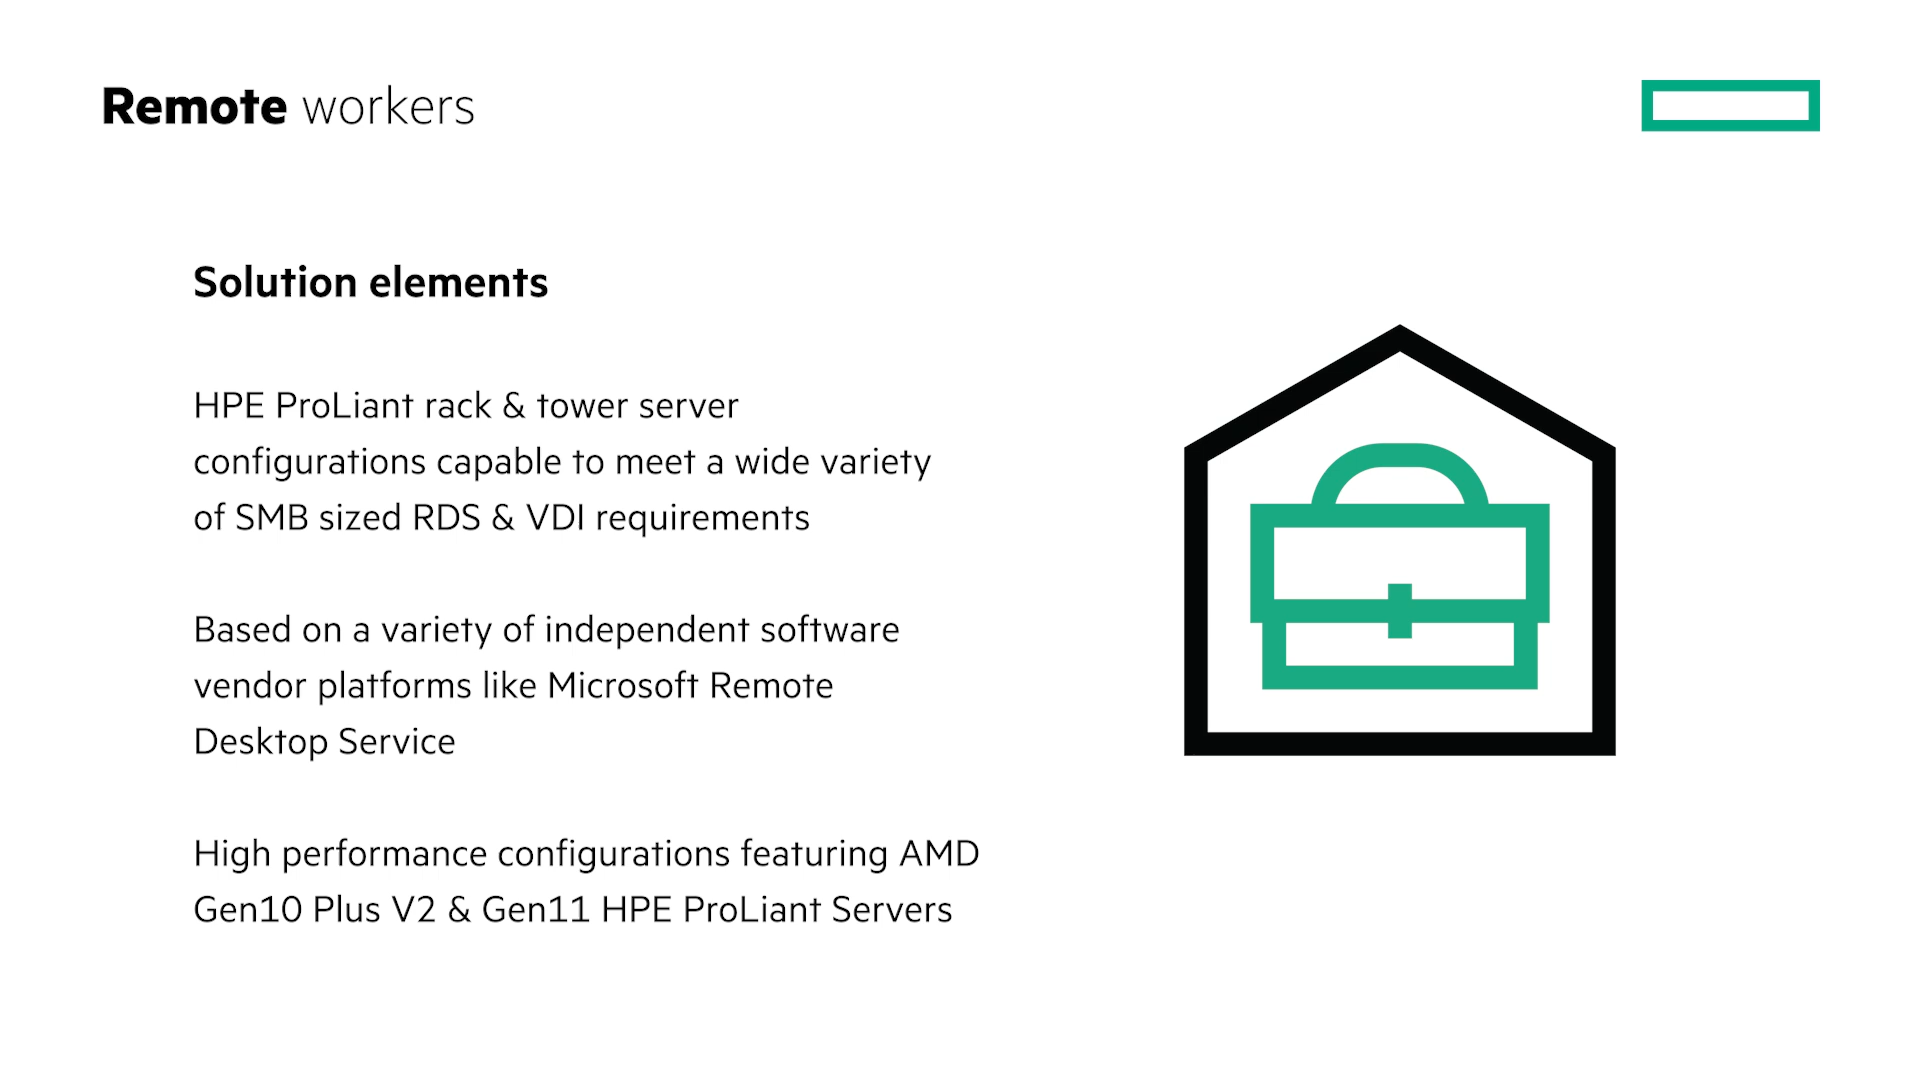 Remote workers
Solution elements
HPE ProLiant rack & tower server
configurations capable to meet a wide variety
of SMB sized RDS & VDI requirements
Based on a variety of independent software
vendor platforms like Microsoft Remote
Desktop Service
High performance configurations featuring AMD
Gen10 Plus V2 & Gen11 HPE ProLiant Servers